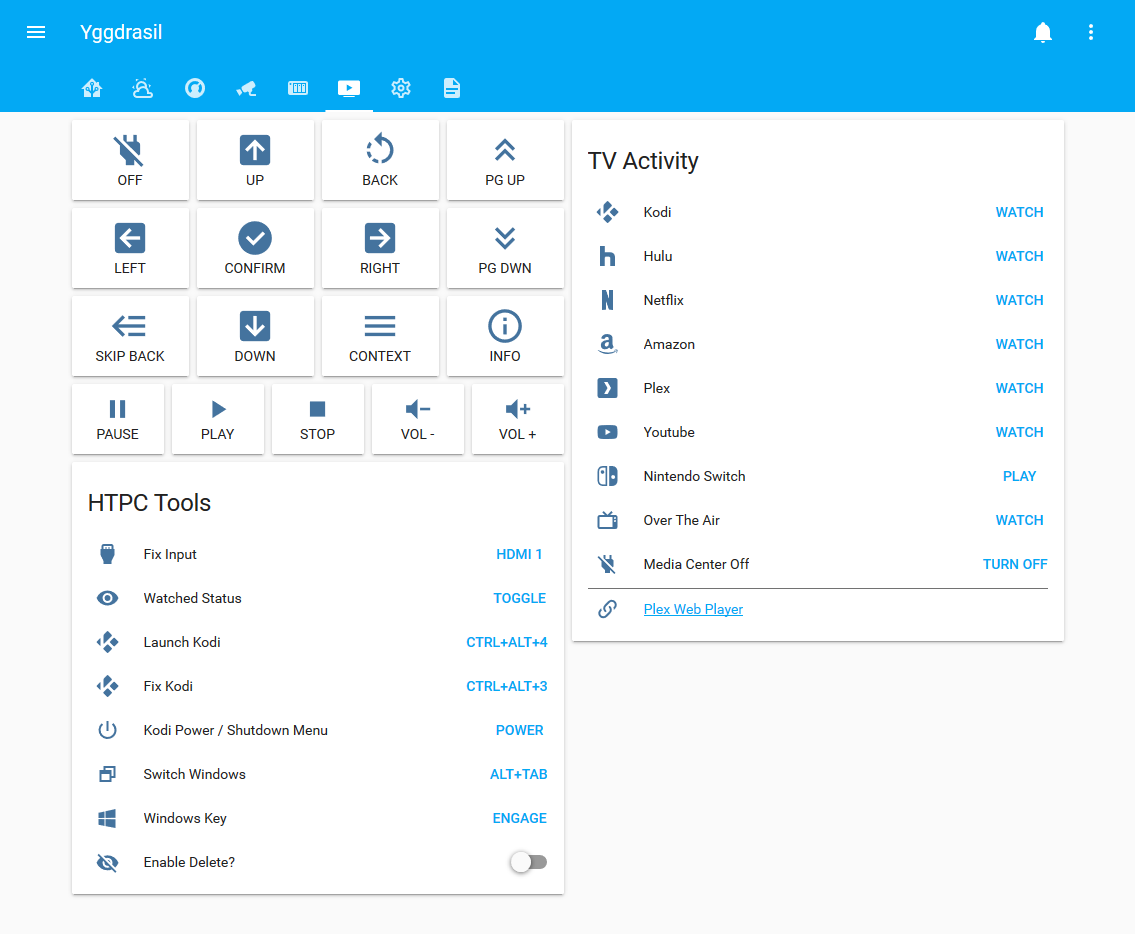 Yggdrasil
OFF
UP
BACK
PG UP
LEFT
CONFIRM
RIGHT
PG DWN
SKIP BACK
DOWN
CONTEXT
INFO
PAUSE
PLAY
STOP
VOL -
VOL +
HTPC Tools
Fix Input HDMI 1
Watched Status TOGGLE
Launch Kodi CTRL+ALT+4
Fix Kodi CTRL+ALT+3
Kodi Power / Shutdown Menu POWER
Switch Windows ALT+TAB
Windows Key ENGAGE
Enable Delete?
TV Activity
Kodi WATCH
Hulu WATCH
Netflix WATCH
Amazon WATCH
Plex WATCH
Youtube WATCH
Nintendo Switch PLAY
Over The Air WATCH
Media Center Off TURN OFF
Plex Web Player